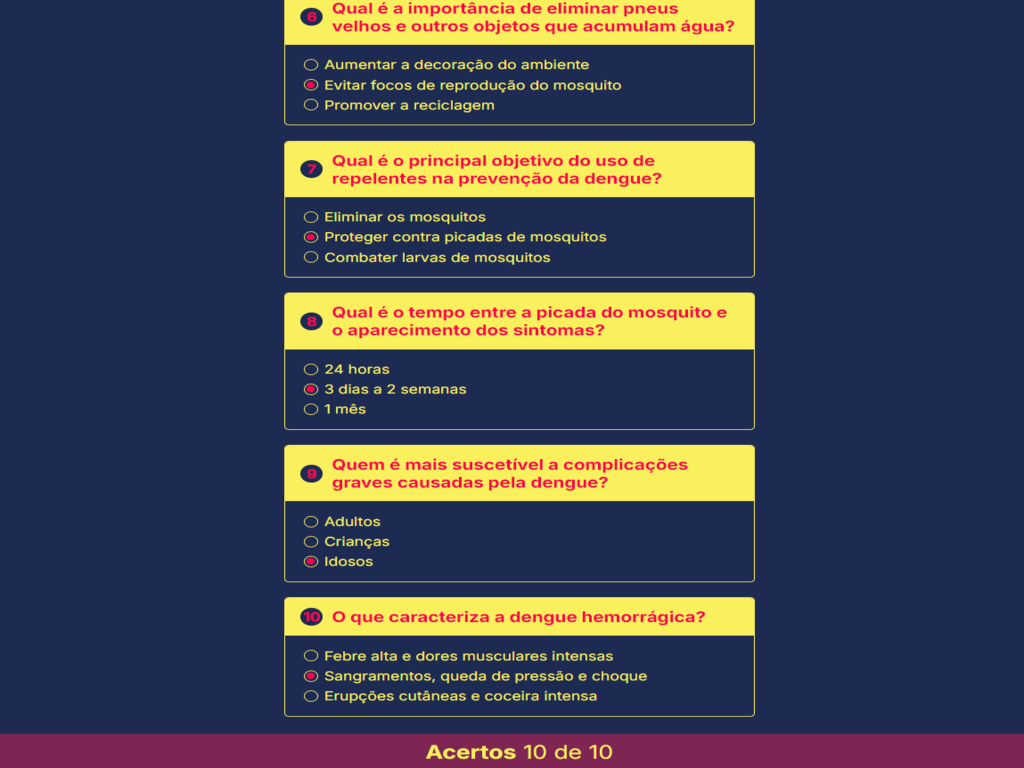 6 Qual é a importância de eliminar pneus
velhos e outros objetos que acumulam água?
Aumentar a decoração do ambiente
Evitar focos de reprodução do mosquito
Promover a reciclagem
7 Qual é o principal objetivo do uso de
repelentes na prevenção da dengue?
Eliminar os mosquitos
Proteger contra picadas de mosquitos
Combater larvas de mosquitos
8 Qual é o tempo entre a picada do mosquito e
o aparecimento dos sintomas?
24 horas
3 dias a 2 semanas
1 mês
9 Quem é mais suscetível a complicações
graves causadas pela dengue?
Adultos
Crianças
Idosos
10 O que caracteriza a dengue hemorrágica?
Febre alta e dores musculares intensas
Sangramentos, queda de pressão e choque
Erupções cutâneas e coceira intensa
Acertos 10 de 10